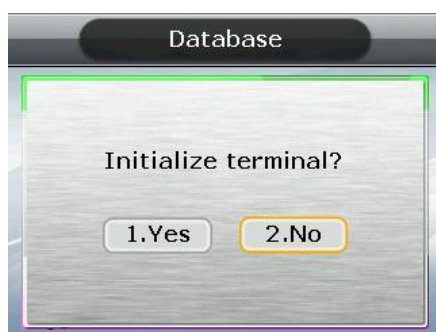 Database
Initialize terminal?
1.Yes 2.No